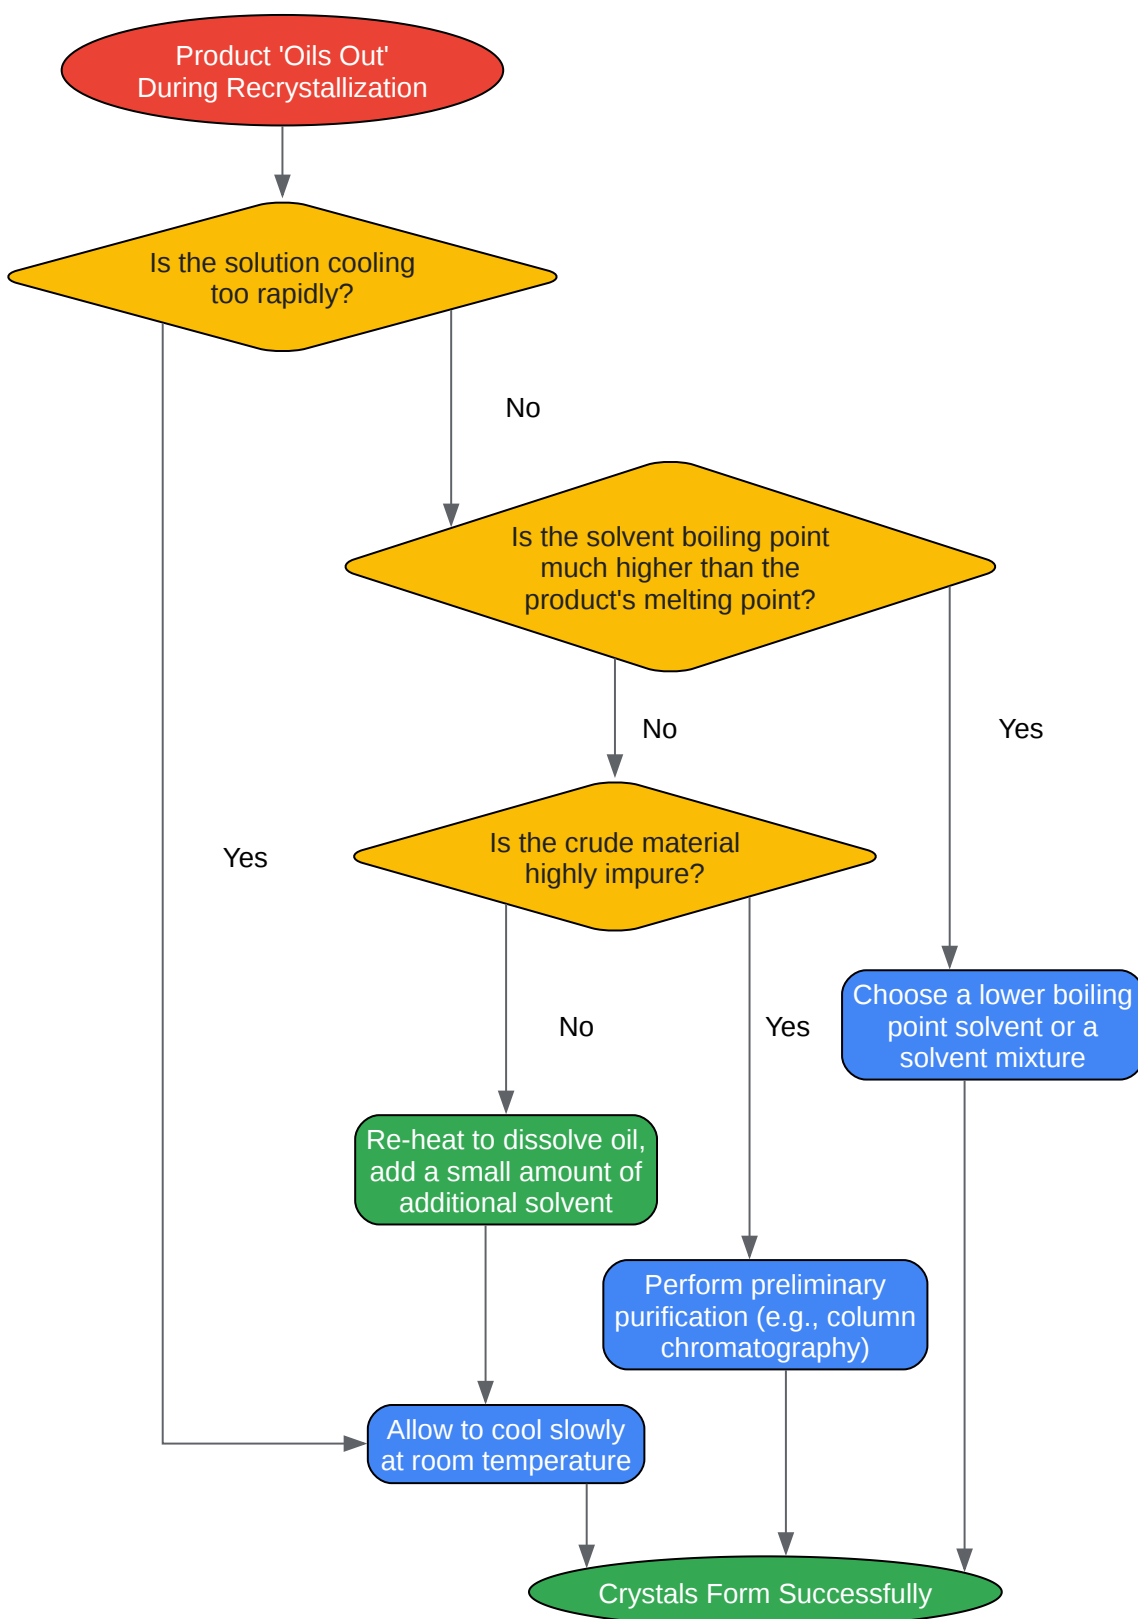 Product 'Oils Out'
During Recrystallization
Is the solution cooling
too rapidly?
No
Is the solvent boiling point
much higher than the
product's melting point?
No
Yes
Is the crude material
highly impure?
Yes
No
Yes
Choose a lower boiling
point solvent or a
solvent mixture
Re-heat to dissolve oil,
add a small amount of
additional solvent
Perform preliminary
purification (e.g., column
chromatography)
Allow to cool slowly
at room temperature
Crystals Form Successfully